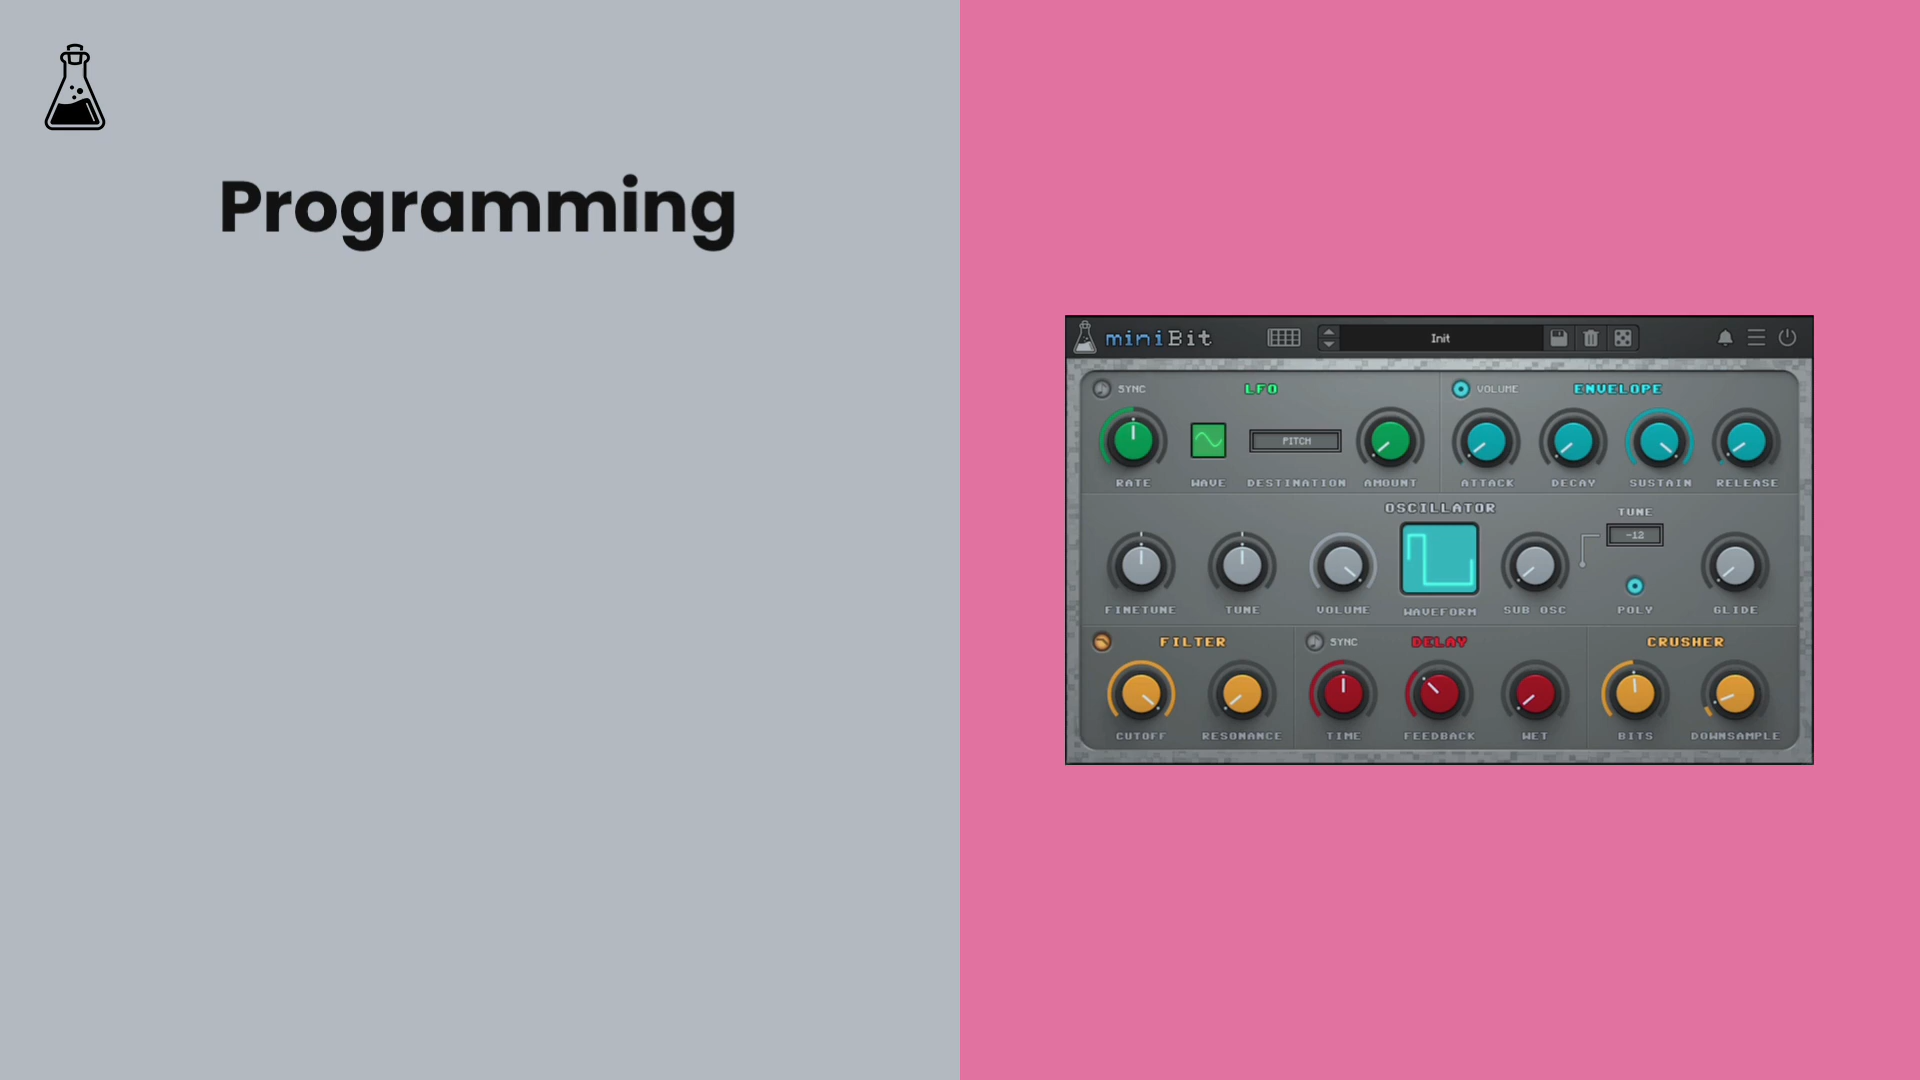 Programming
miniBit
Init
SYNC
LFO
VOLUME
ENVELOPE
PITCH
RATE
WAVE
DESTINATION
AMOUNT
ATTACK
DECAY
SUSTAIN
RELEASE
OSCILLATOR
TUNE
-12
FINETUNE
TUNE
VOLUME
WAVEFORM
SUB OSC
POLY
GLIDE
FILTER
SYNC
DELAY
CRUSHER
CUTOFF
RESONANCE
TIME
FEEDBACK
WET
BITS
DOWNSAMPLE